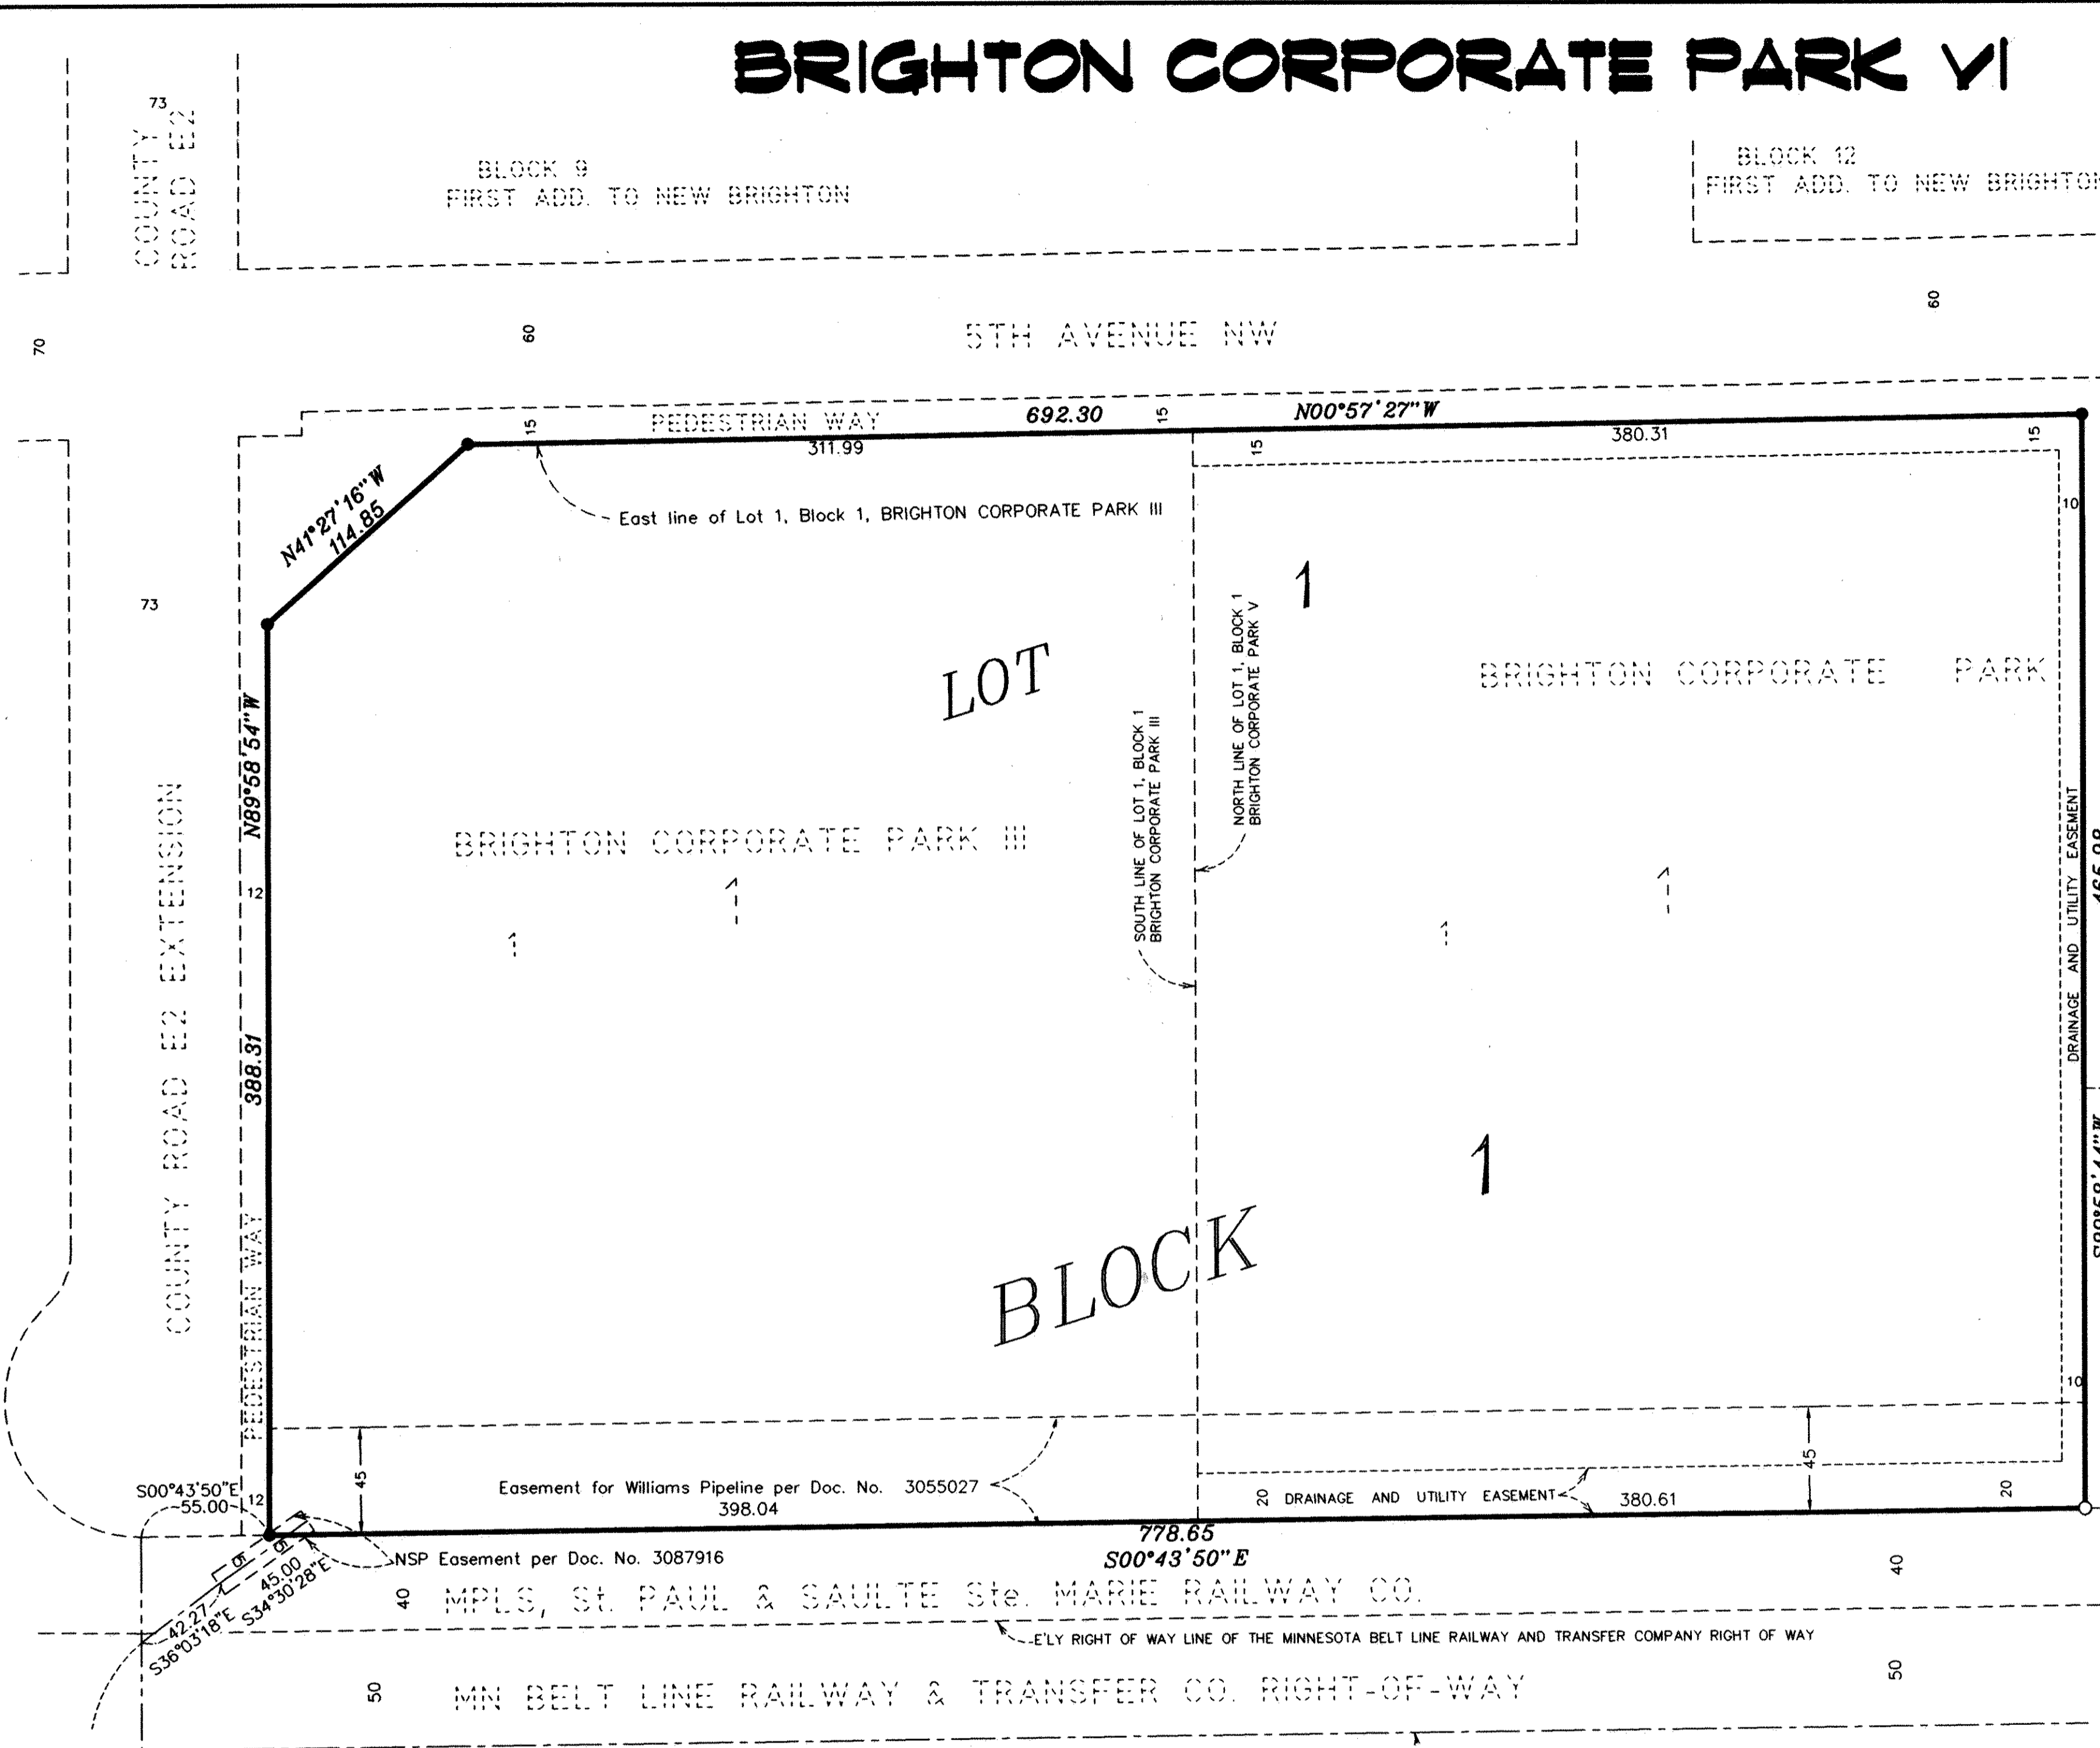 BRIGHTON CORPORATE PARK VI
73
COUNTY
ROAD E2
BLOCK 9
FIRST ADD. TO NEW BRIGHTON
BLOCK 12
FIRST ADD. TO NEW BRIGHTON
70
60
5TH AVENUE NW
60
PEDESTRIAN WAY
15
692.30
15
N00°57'27"W
311.99
15
380.31
15
N41°27'16"W
114.85
East line of Lot 1, Block 1, BRIGHTON CORPORATE PARK III
10
73
1
LOT
NORTH LINE OF LOT 1, BLOCK 1
BRIGHTON CORPORATE PARK V
BRIGHTON CORPORATE PARK
SOUTH LINE OF LOT 1, BLOCK 1
BRIGHTON CORPORATE PARK III
N89°58'54"W
BRIGHTON CORPORATE PARK III
1
1
1
1
12
COUNTY ROAD E2 EXTENSION
388.31
DRAINAGE AND UTILITY EASEMENT
1
BLOCK
PEDESTRIAN WAY
10
45
45
S00°43'50"E
55.00
12
Easement for Williams Pipeline per Doc. No. 3055027
398.04
20
DRAINAGE AND UTILITY EASEMENT
380.61
20
778.65
S00°43'50"E
NSP Easement per Doc. No. 3087916
45.00
S34°30'28"E
42.27
S36°03'18"E
40
MPLS, St. PAUL & SAULTE Ste. MARIE RAILWAY CO.
40
E'LY RIGHT OF WAY LINE OF THE MINNESOTA BELT LINE RAILWAY AND TRANSFER COMPANY RIGHT OF WAY
50
MN BELT LINE RAILWAY & TRANSFER CO. RIGHT-OF-WAY
50